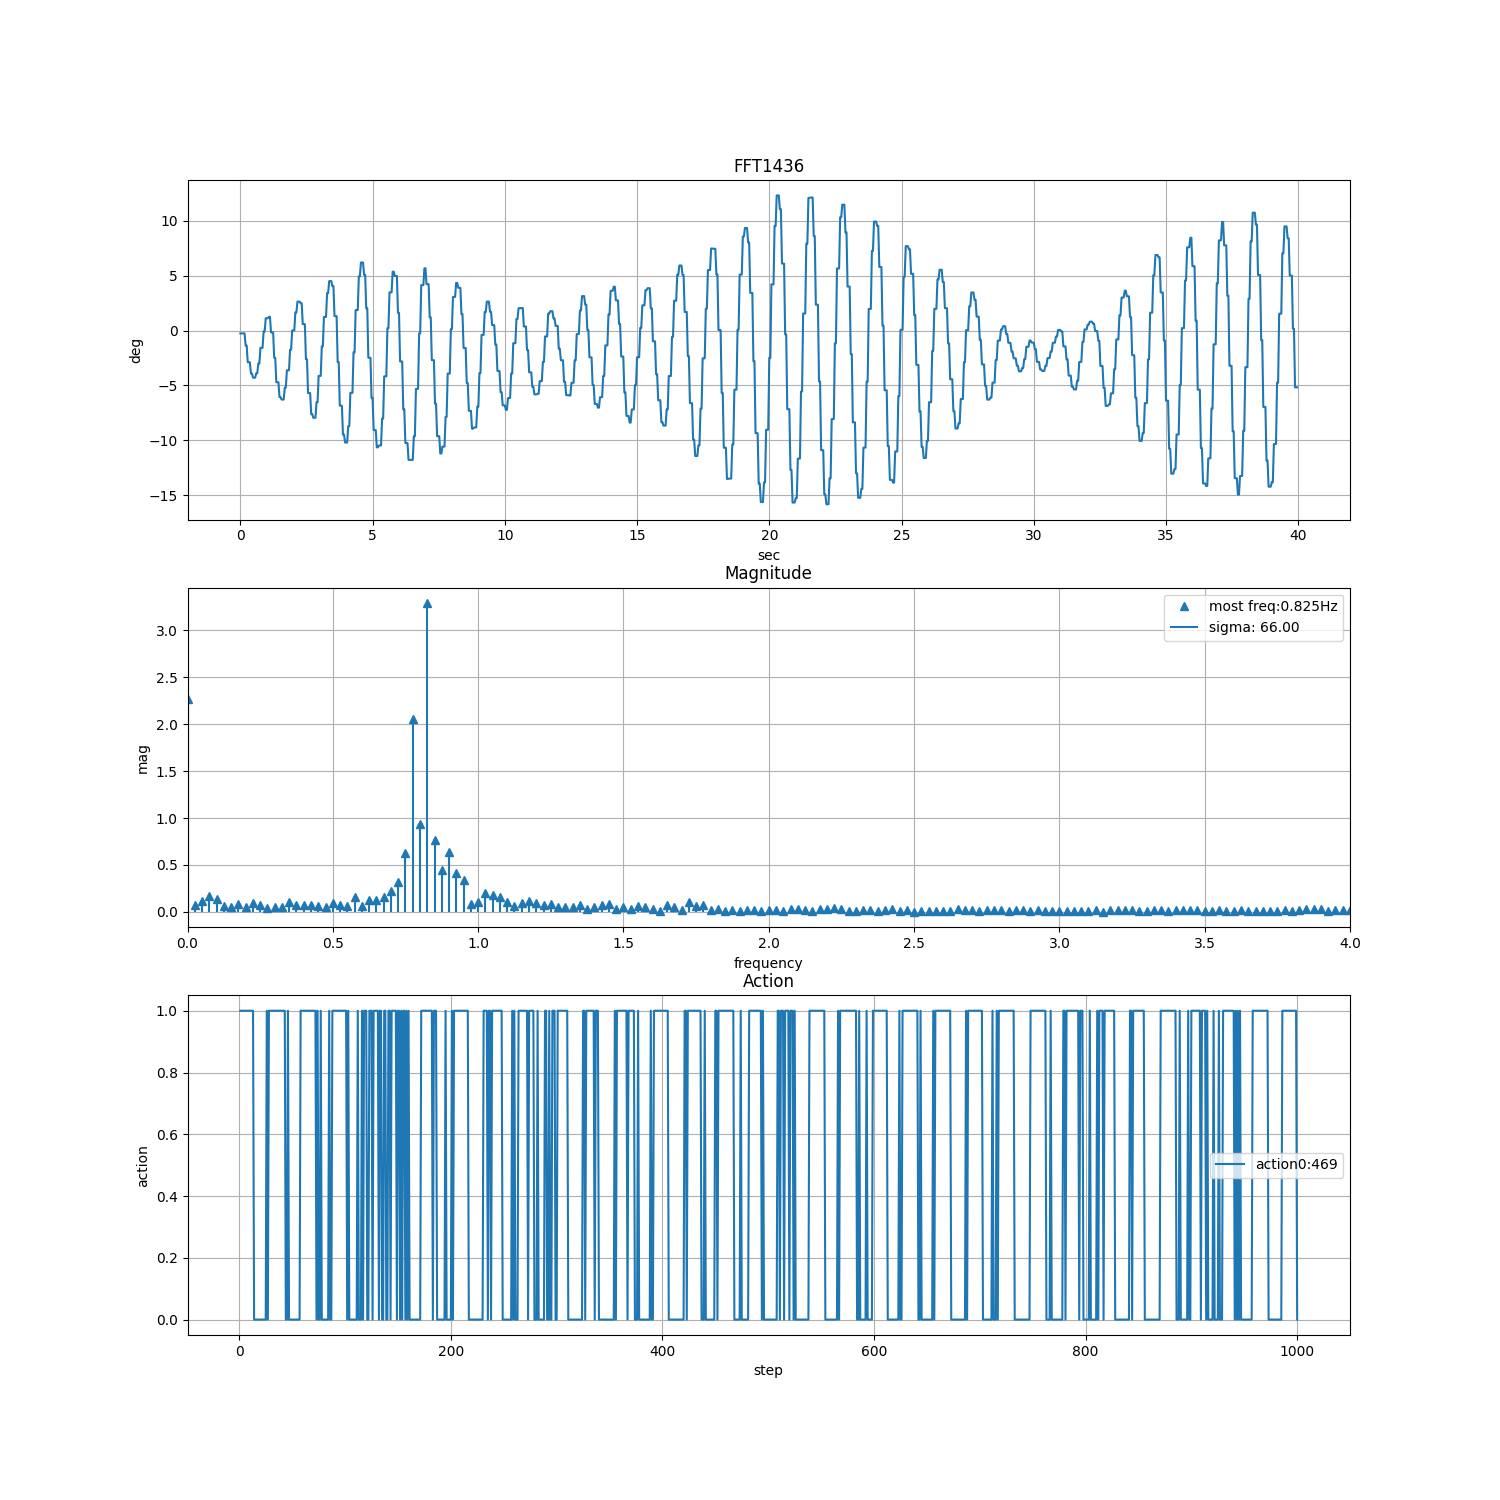 FFT1436
10
5
0
−5
−10
−15
deg
0 5 10 15 20 25 30 35 40
sec
Magnitude
most freq:0.825Hz
sigma: 66.00
3.0
2.5
2.0
1.5
1.0
0.5
0.0
mag
0.0 0.5 1.0 1.5 2.0 2.5 3.0 3.5 4.0
frequency
Action
1.0
0.8
0.6
0.4
0.2
0.0
action
action0:469
0 200 400 600 800 1000
step